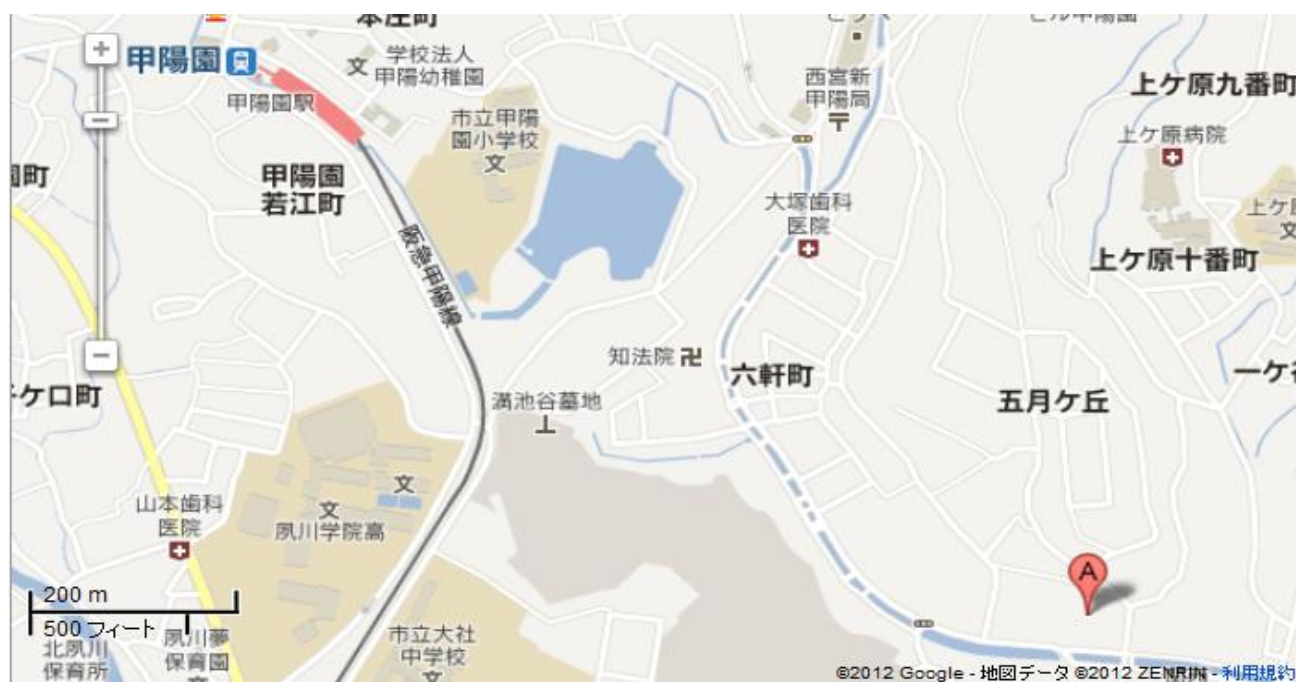 本庄町
甲陽園
甲陽園駅
学校法人
甲陽幼稚園
市立甲陽
園小学校
西宮新
甲陽局
上ケ原九番町
上ケ原病院
園町
甲陽園
若江町
大塚歯科
医院
上ケ原十番町
阪急甲陽線
知法院
六軒町
五月ケ丘
満池谷墓地
山本歯科
医院
夙川学院高
A
200 m
500 フィート
北夙川
保育所
夙川夢
保育園
市立大社
中学校
©2012 Google - 地図データ ©2012 ZENRIN - 利用規約